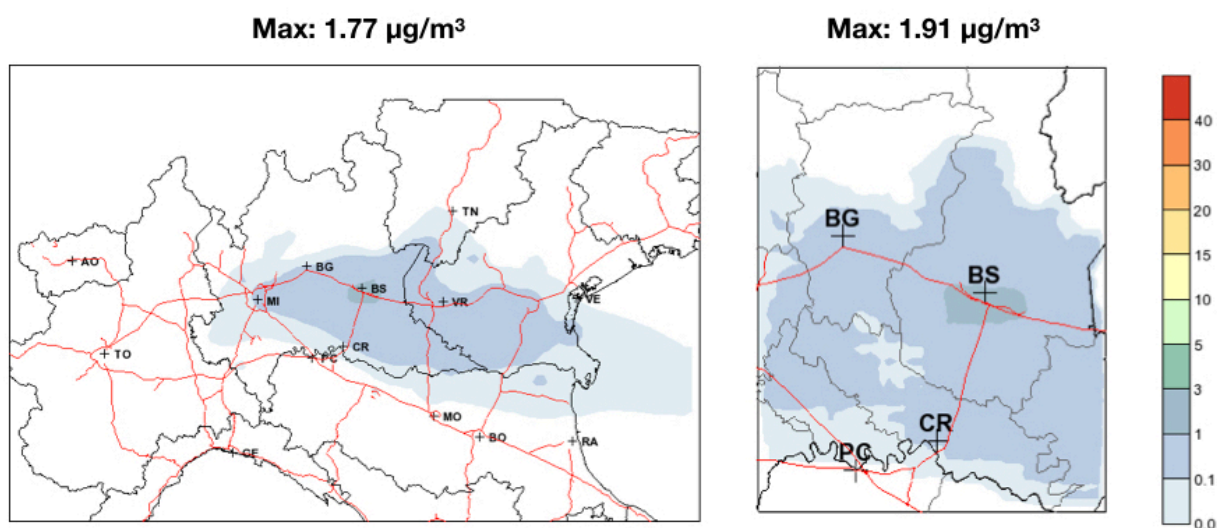 Max: 1.77 µg/m³ Max: 1.91 µg/m³
TN
AO
BG
BS
MI
VR
VE
TO
CR
PC
MO
BO
RA
GE
BG
BS
CR
PC
40
30
20
15
10
5
3
1
0.1